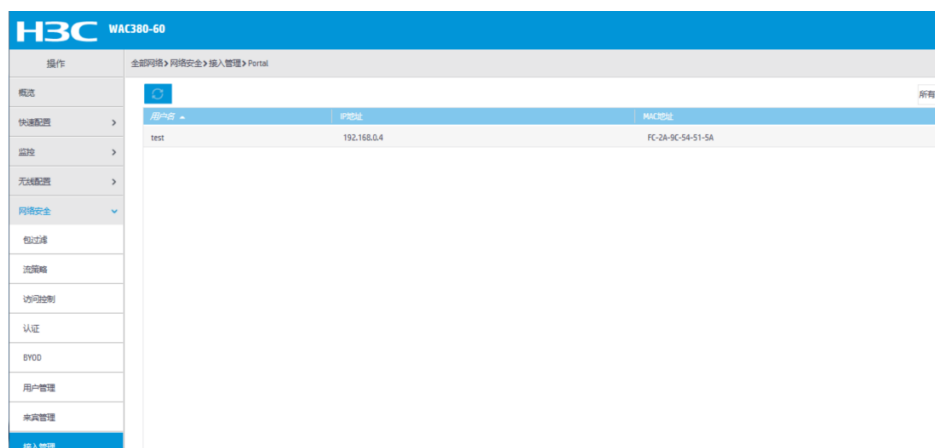 H3C WAC380-60
操作
全部网络>网络安全>接入管理>Portal
概览
所有
快速配置
用户名 IP地址 MAC地址
test 192.168.0.4 FC-2A-9C-54-51-5A
监控
无线配置
网络安全
包过滤
流策略
访问控制
认证
BYOD
用户管理
来宾管理
接入管理